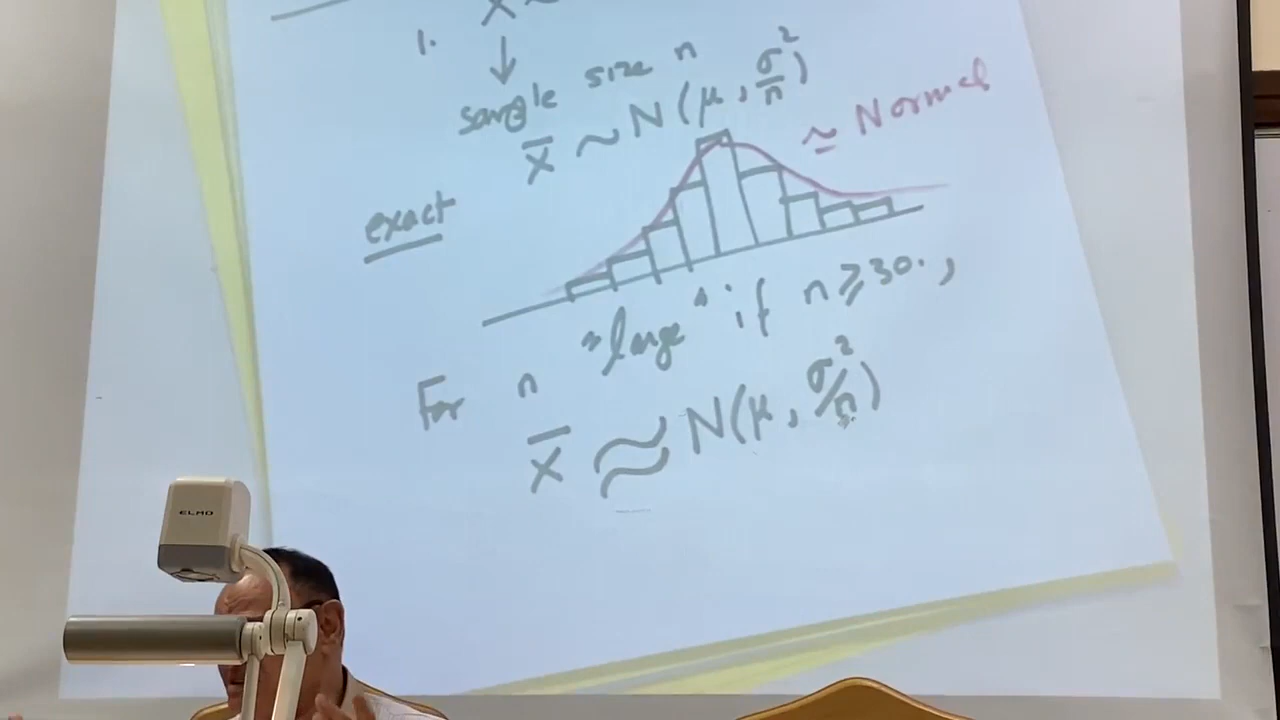 1. X ~
sample size n
X̄ ~ N(μ, σ²/n)
≃ Normal
exact
For n "large" if n ≥ 30.,
X̄ ≈ N(μ, σ²/n)
ELMO